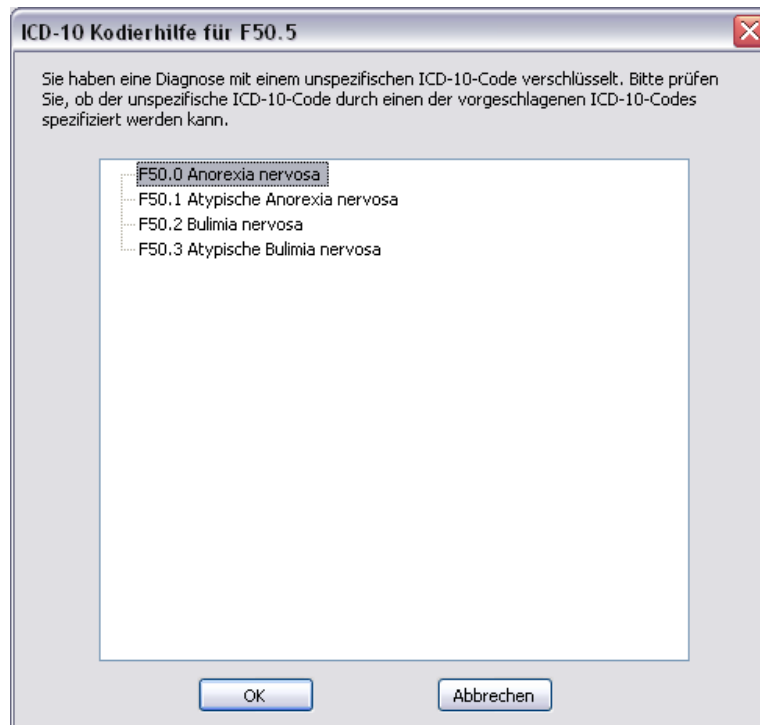 ICD-10 Kodierhilfe für F50.5
Sie haben eine Diagnose mit einem unspezifischen ICD-10-Code verschlüsselt. Bitte prüfen
Sie, ob der unspezifische ICD-10-Code durch einen der vorgeschlagenen ICD-10-Codes
spezifiziert werden kann.
F50.0 Anorexia nervosa
F50.1 Atypische Anorexia nervosa
F50.2 Bulimia nervosa
F50.3 Atypische Bulimia nervosa
OK Abbrechen